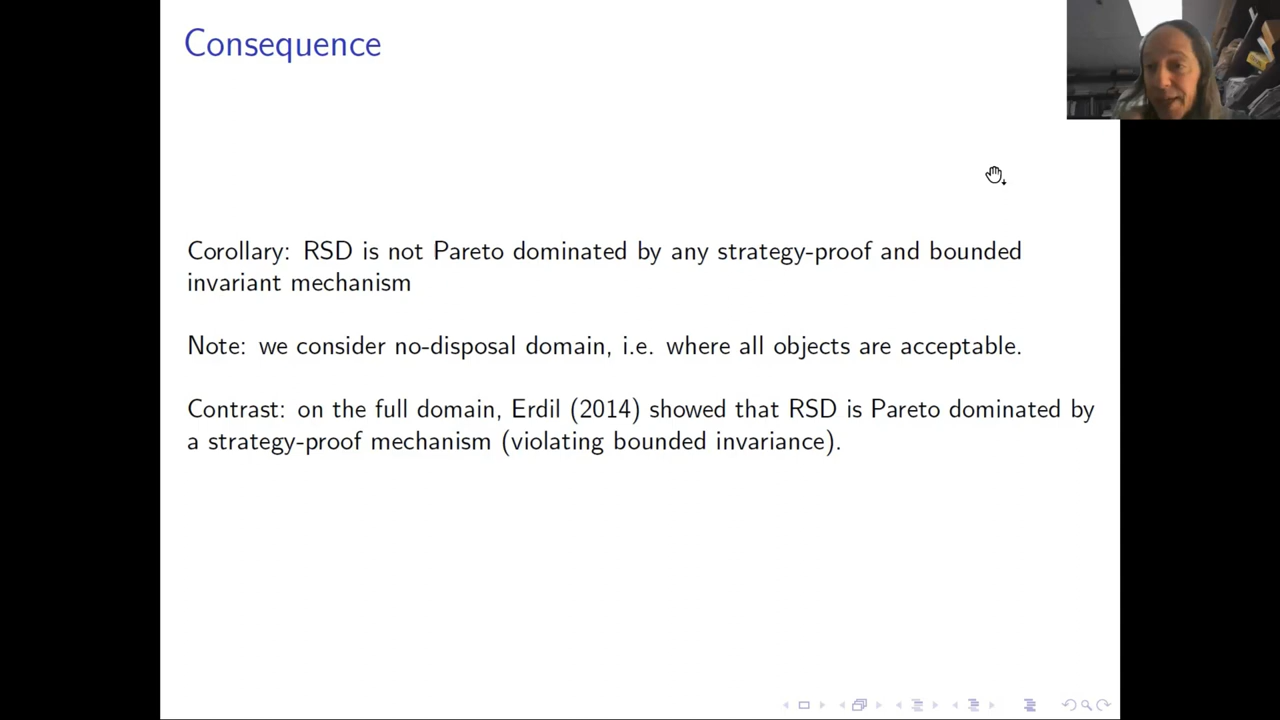 Consequence
Corollary: RSD is not Pareto dominated by any strategy-proof and bounded
invariant mechanism
Note: we consider no-disposal domain, i.e. where all objects are acceptable.
Contrast: on the full domain, Erdil (2014) showed that RSD is Pareto dominated by
a strategy-proof mechanism (violating bounded invariance).